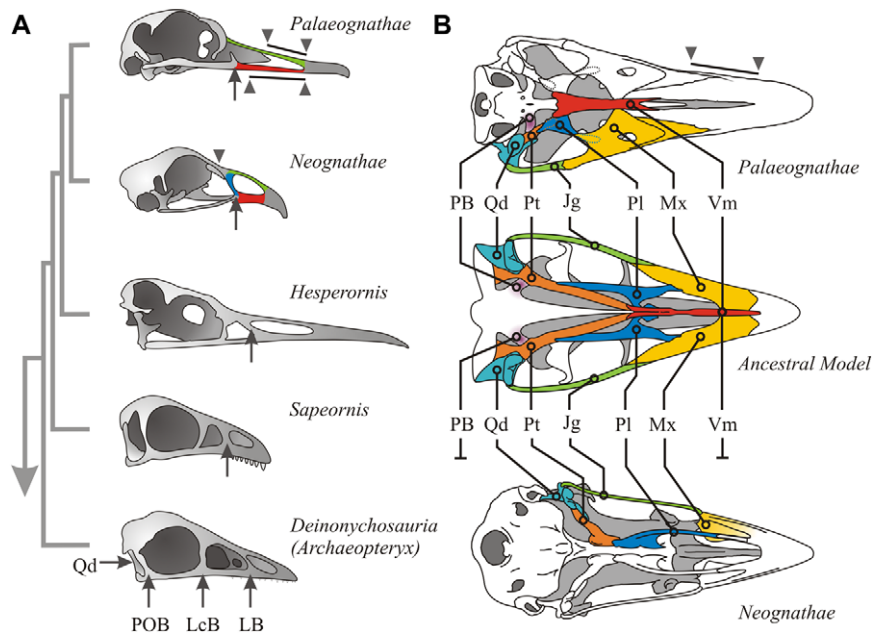 A
Palaeognathae
Neognathae
Hesperornis
Sapeornis
Deinonychosauria
(Archaeopteryx)
Qd
POB LcB LB
B
Palaeognathae
PB Qd Pt Jg Pl Mx Vm
Ancestral Model
PB Qd Pt Jg Pl Mx Vm
Neognathae